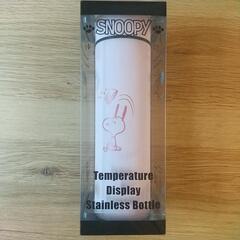 SNOOPY
Temperature
Display
Stainless Bottle